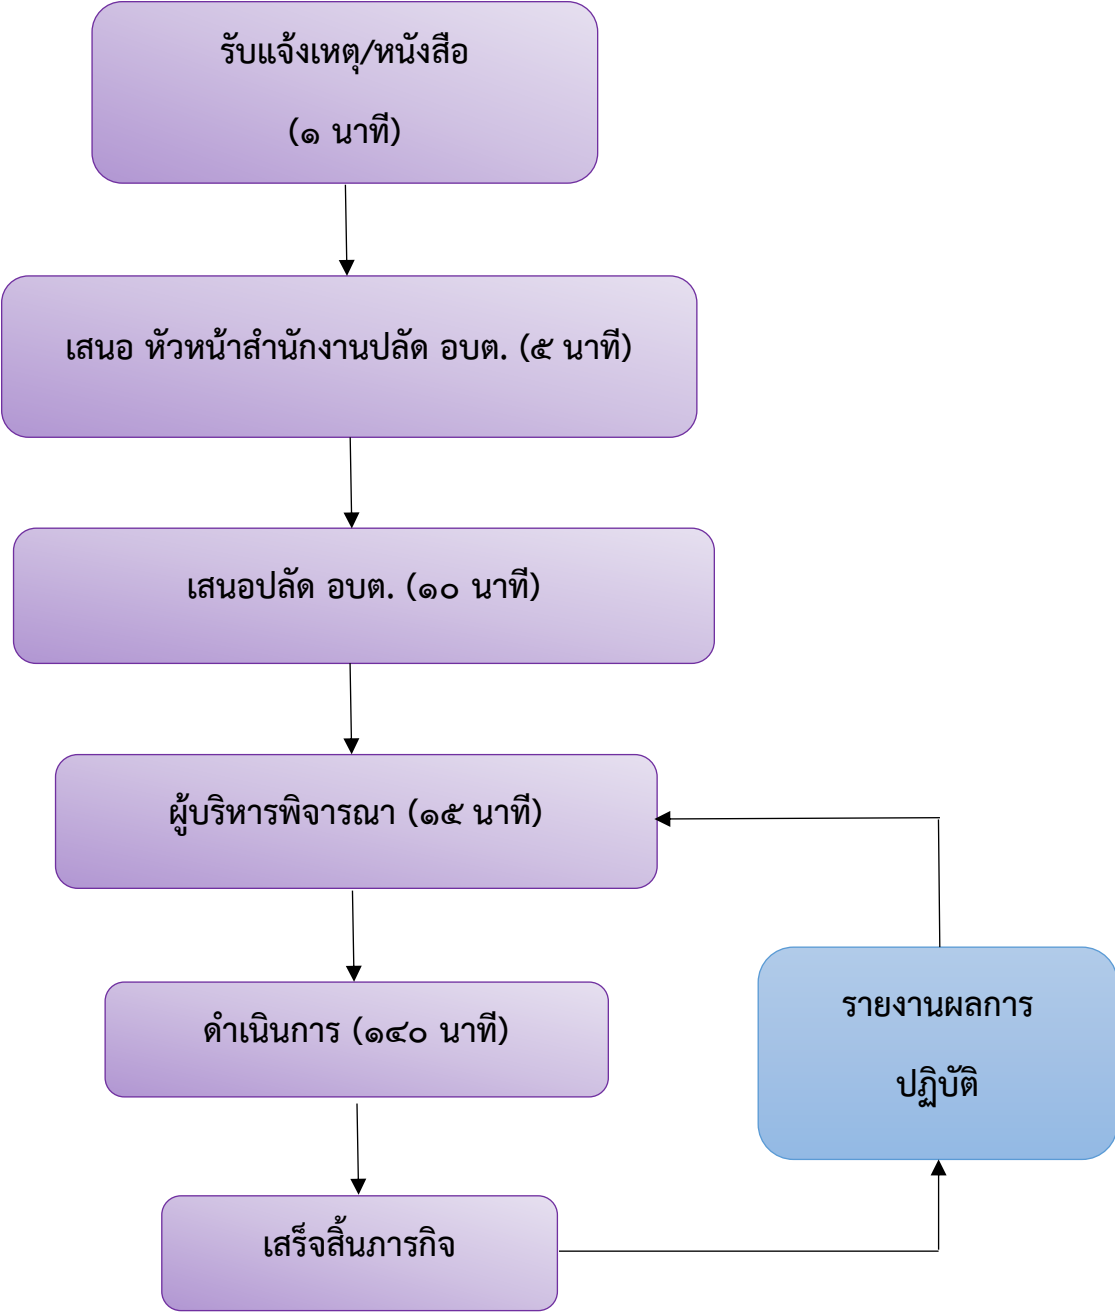 รับแจ้งเหตุ/หนังสือ
(๑ นาที)
เสนอ หัวหน้าสำนักงานปลัด อบต. (๕ นาที)
เสนอปลัด อบต. (๑๐ นาที)
ผู้บริหารพิจารณา (๑๕ นาที)
ดำเนินการ (๑๔๐ นาที)
รายงานผลการ
ปฏิบัติ
เสร็จสิ้นภารกิจ